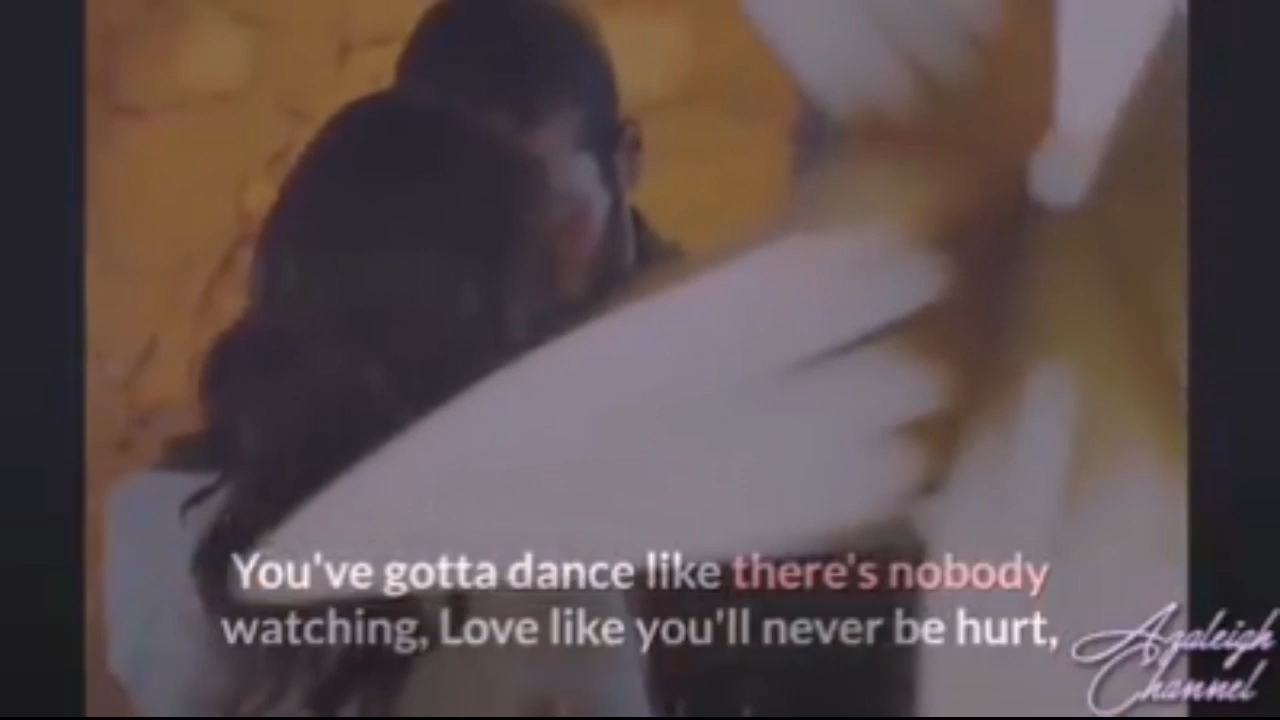 You've gotta dance like there's nobody
watching, Love like you'll never be hurt,
Azaleigh
Channel